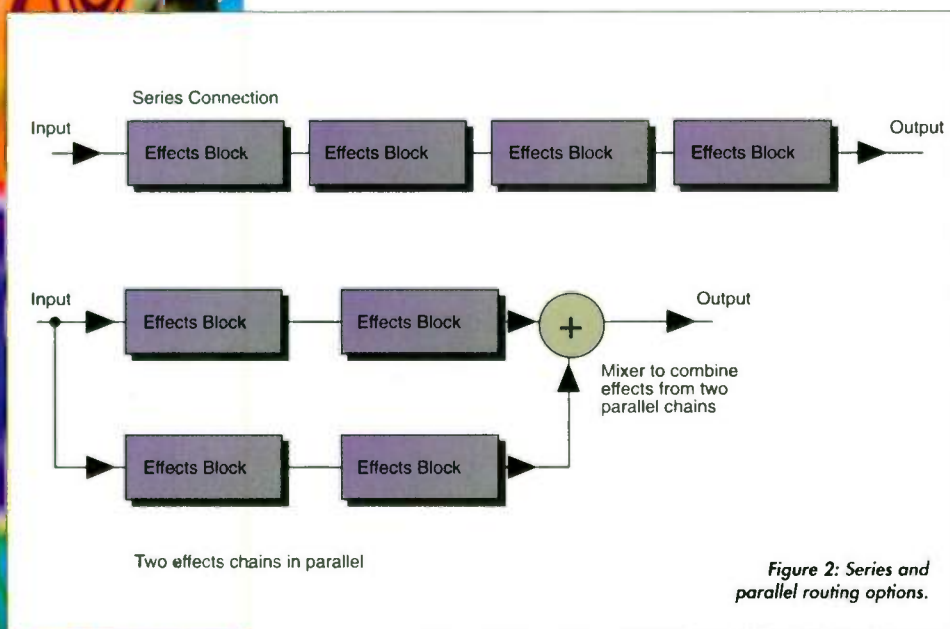 Series Connection
Input
Effects Block
Effects Block
Effects Block
Effects Block
Output
Input
Effects Block
Effects Block
+
Output
Mixer to combine
effects from two
parallel chains
Effects Block
Effects Block
Two effects chains in parallel
Figure 2: Series and
parallel routing options.